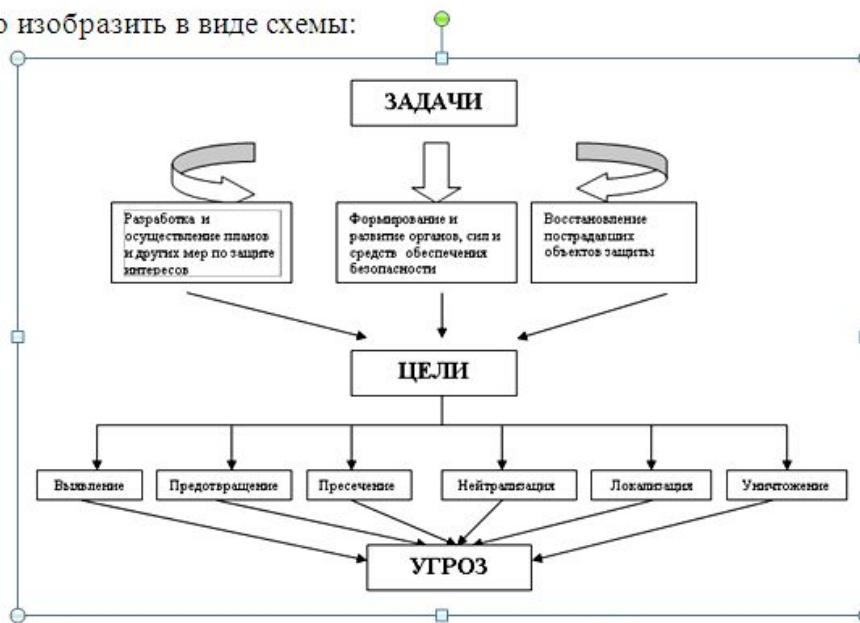 о изобразить в виде схемы:
ЗАДАЧИ
Разработка и
осуществление планов
и других мер по защите
интересов
Формирование и
развитие органов, сил и
средств обеспечения
безопасности
Восстановление
пострадавших
объектов защиты
ЦЕЛИ
Выявление
Предотвращение
Пресечение
Нейтрализация
Локализация
Уничтожение
УГРОЗ